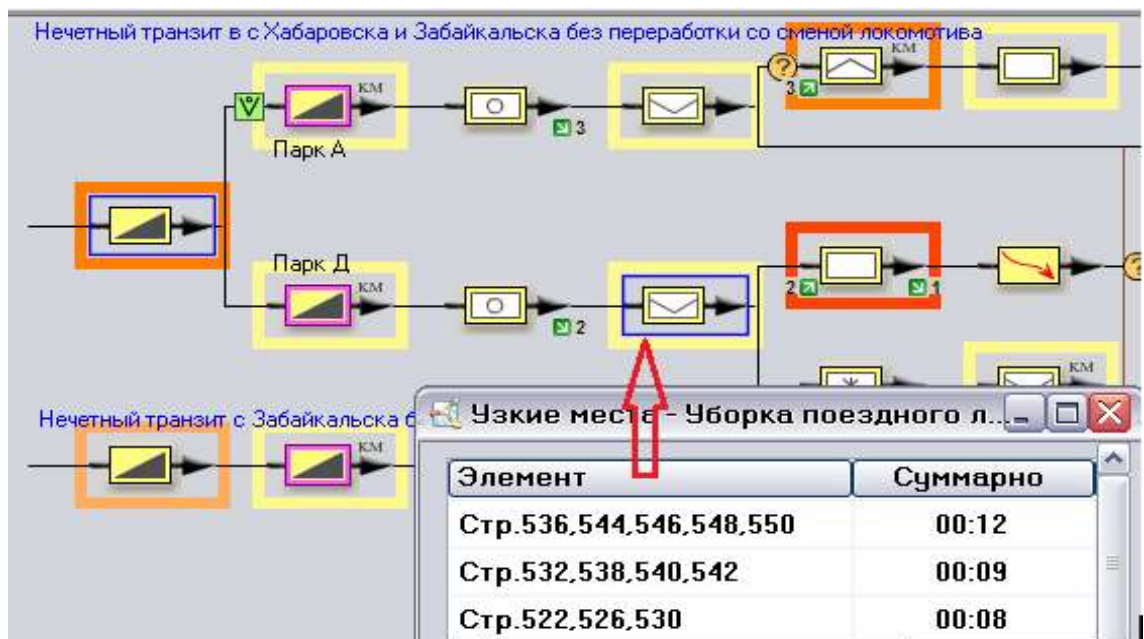 Нечетный транзит в с Хабаровска и Забайкальска без переработки со сменой локомотива
КМ
3
КМ
3
Парк А
Парк Д
КМ
2
2
1
КМ
Нечетный транзит с Забайкальска б
КМ
Узкие места - Уборка поездного л...
Элемент Суммарно
Стр.536,544,546,548,550 00:12
Стр.532,538,540,542 00:09
Стр.522,526,530 00:08